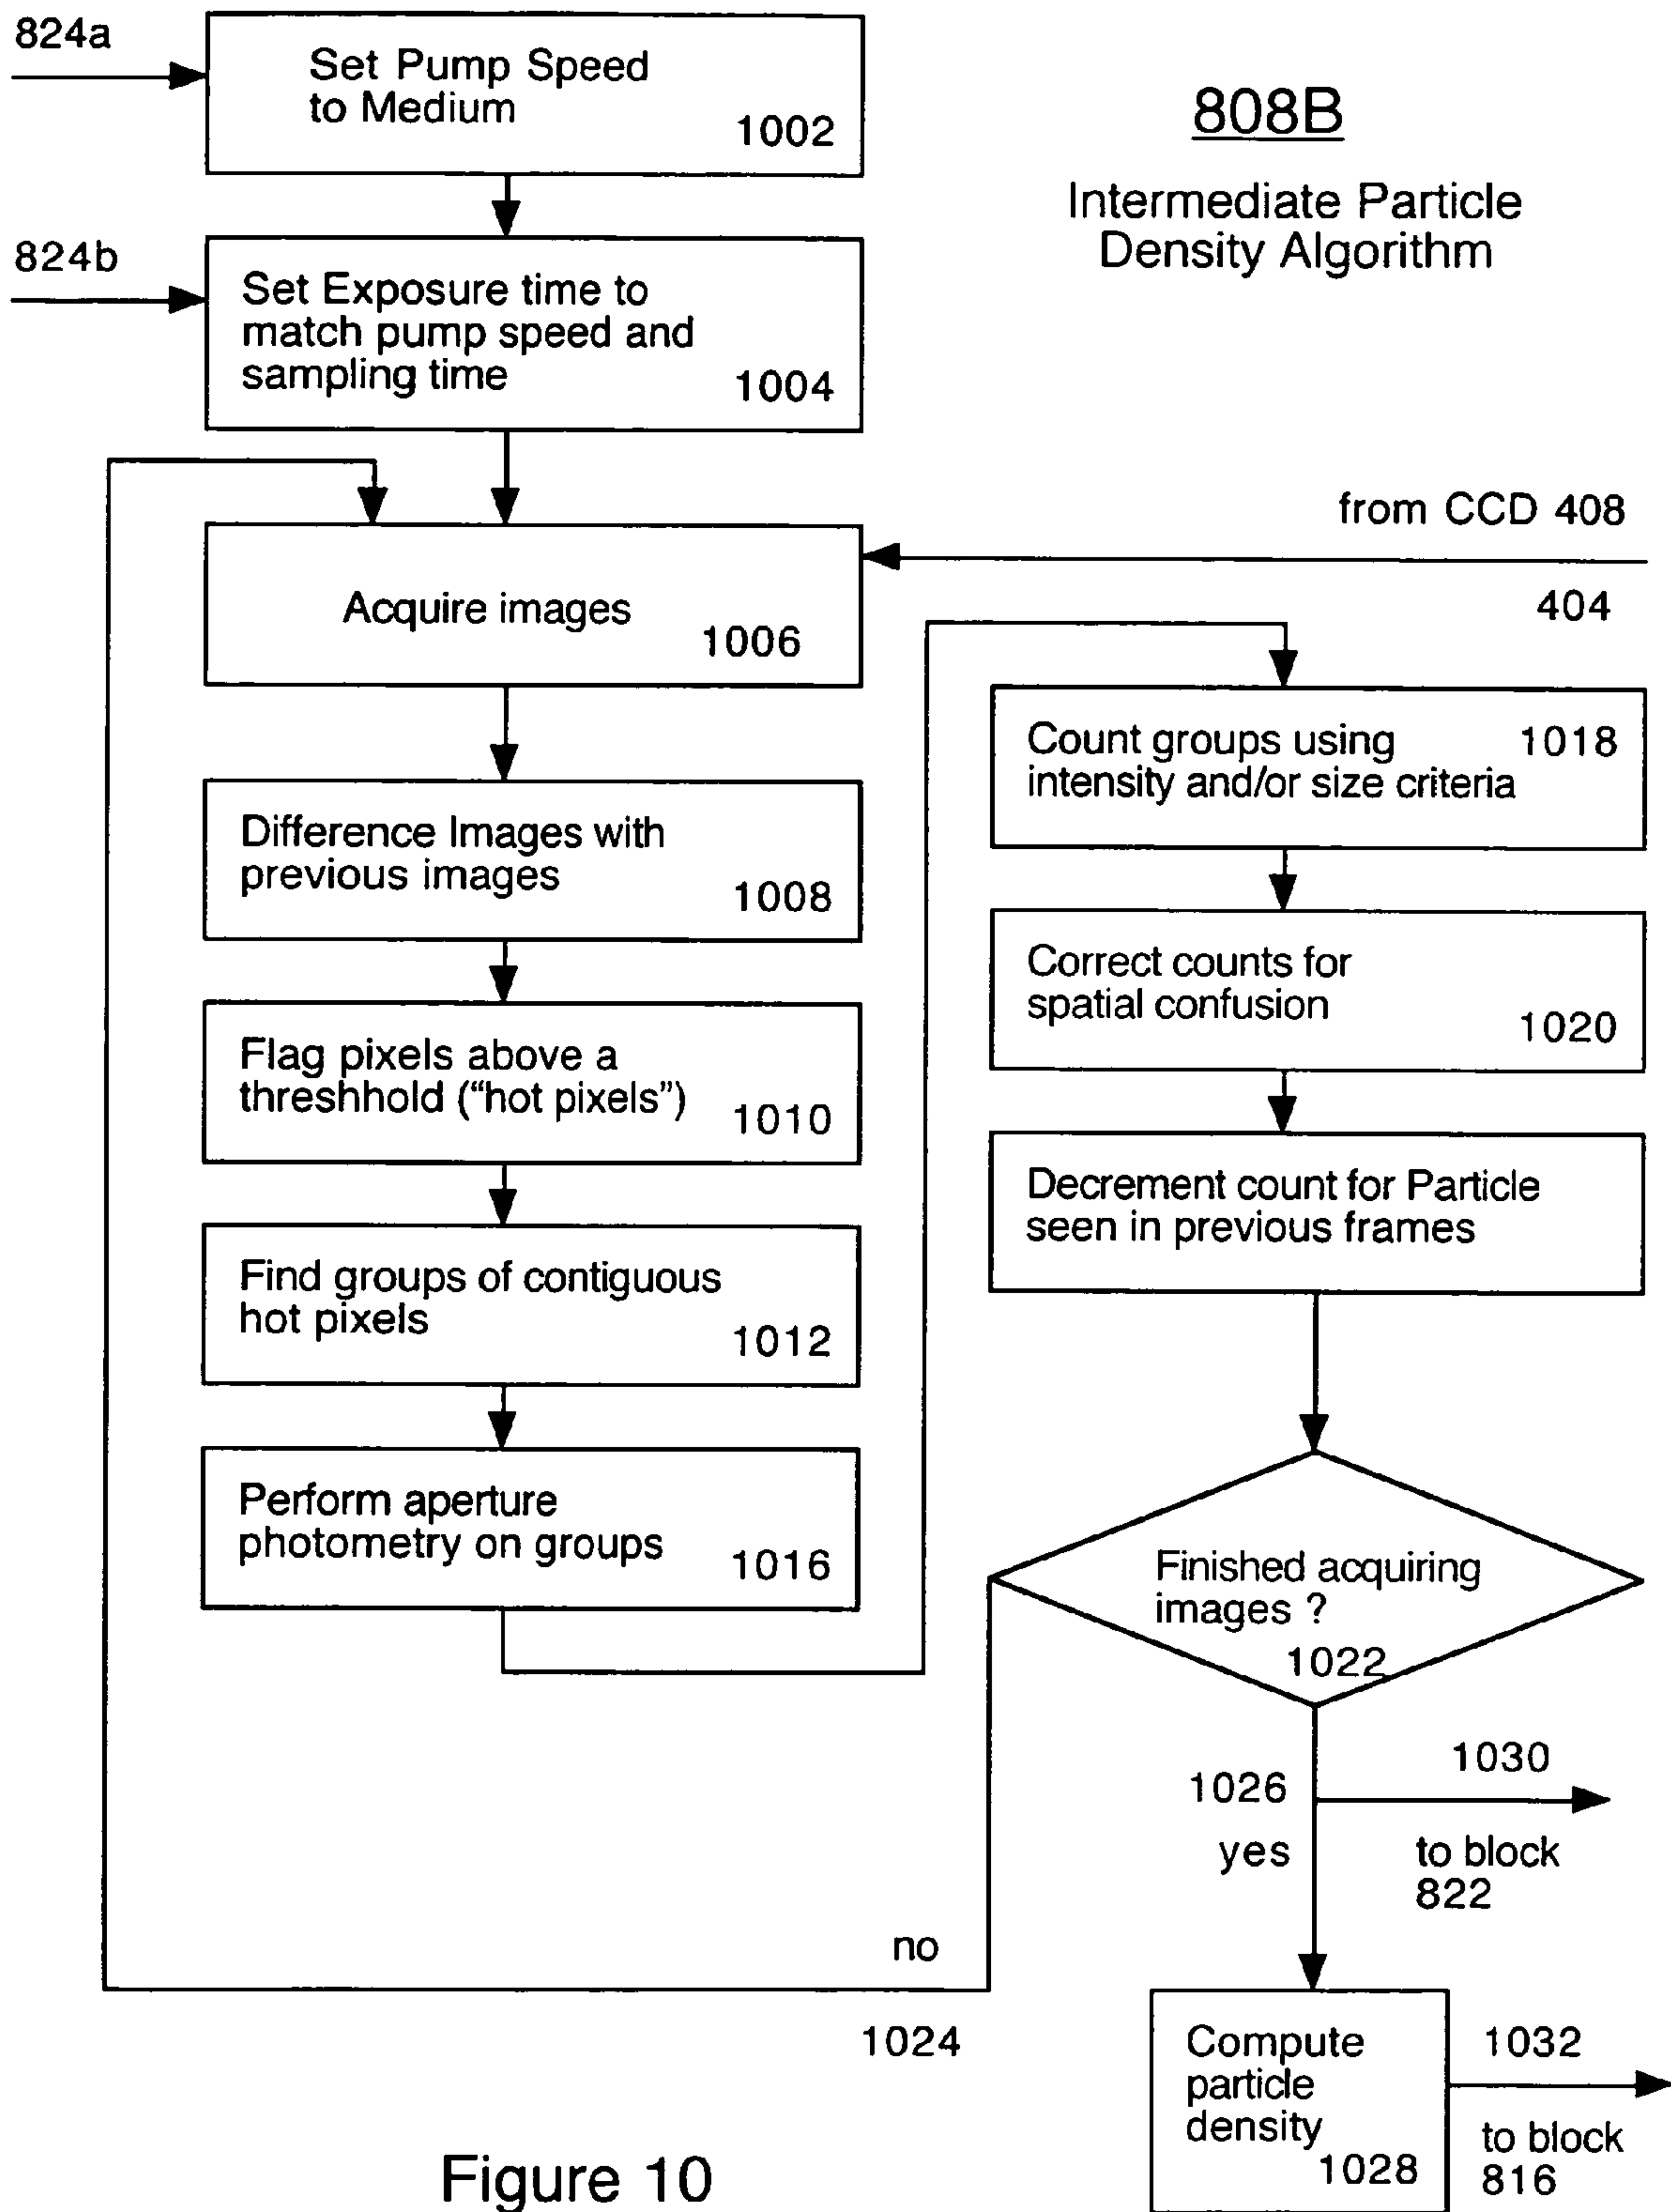 824a
Set Pump Speed
to Medium
1002
808B
Intermediate Particle
Density Algorithm
824b
Set Exposure time to
match pump speed and
sampling time
1004
from CCD 408
404
Acquire images
1006
Difference Images with
previous images
1008
Flag pixels above a
threshhold (“hot pixels”)
1010
Find groups of contiguous
hot pixels
1012
Perform aperture
photometry on groups
1016
Count groups using
intensity and/or size criteria
1018
Correct counts for
spatial confusion
1020
Decrement count for Particle
seen in previous frames
Finished acquiring
images ?
1022
1026
yes
1030
to block
822
no
1024
Compute
particle
density
1028
1032
to block
816
Figure 10